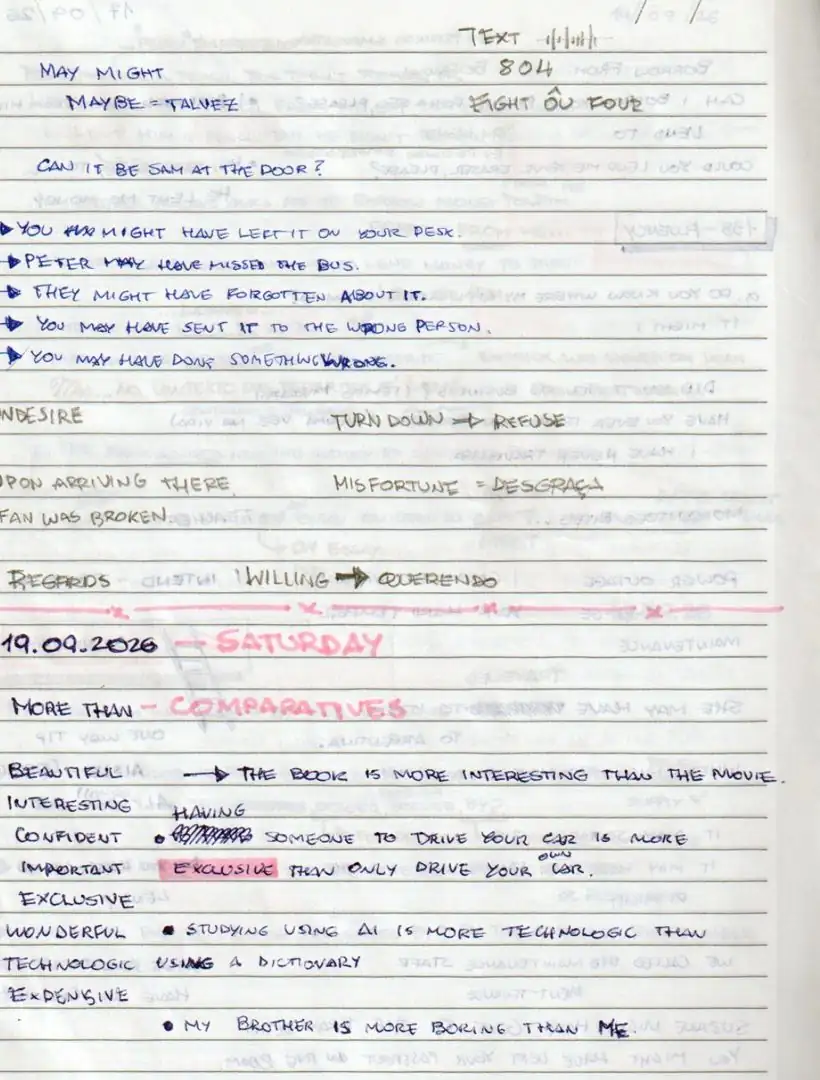 TEXT
MAY MIGHT 804
MAYBE = TALVEZ EIGHT ÔU FOUR
CAN IT BE SAM AT THE DOOR?
YOU MIGHT HAVE LEFT IT ON YOUR DESK.
PETER MAY HAVE MISSED THE BUS.
THEY MIGHT HAVE FORGOTTEN ABOUT IT.
YOU MAY HAVE SENT IT TO THE WRONG PERSON.
YOU MAY HAVE DONE SOMETHING WRONG.
NDESIRE TURN DOWN → REFUSE
PON ARRIVING THERE MISFORTUNE = DESGRAÇA
FAN WAS BROKEN
REGARDS WILLING → QUERENDO
19.09.2026 - SATURDAY
MORE THAN - COMPARATIVES
BEAUTIFUL → THE BOOK IS MORE INTERESTING THAN THE MOVIE.
INTERESTING HAVING
CONFIDENT • SOMEONE TO DRIVE YOUR CAR IS MORE
IMPORTANT EXCLUSIVE THAN ONLY DRIVE YOUR OWN CAR.
EXCLUSIVE
WONDERFUL • STUDYING USING AI IS MORE TECHNOLOGIC THAN
TECHNOLOGIC USING A DICTIONARY
EXPENSIVE
• MY BROTHER IS MORE BORING THAN ME.